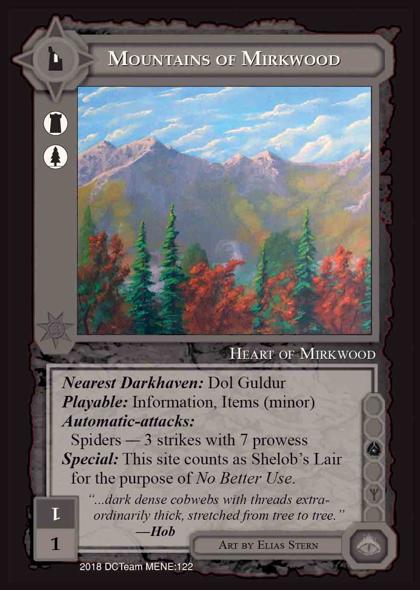 MOUNTAINS OF MIRKWOOD
HEART OF MIRKWOOD
Nearest Darkhaven: Dol Guldur
Playable: Information, Items (minor)
Automatic-attacks:
Spiders — 3 strikes with 7 prowess
Special: This site counts as Shelob's Lair
for the purpose of No Better Use.
“...dark dense cobwebs with threads extra-
ordinarily thick, stretched from tree to tree.”
—Hob
1
1
ART BY ELIAS STERN
2018 DCTeam MENE:122